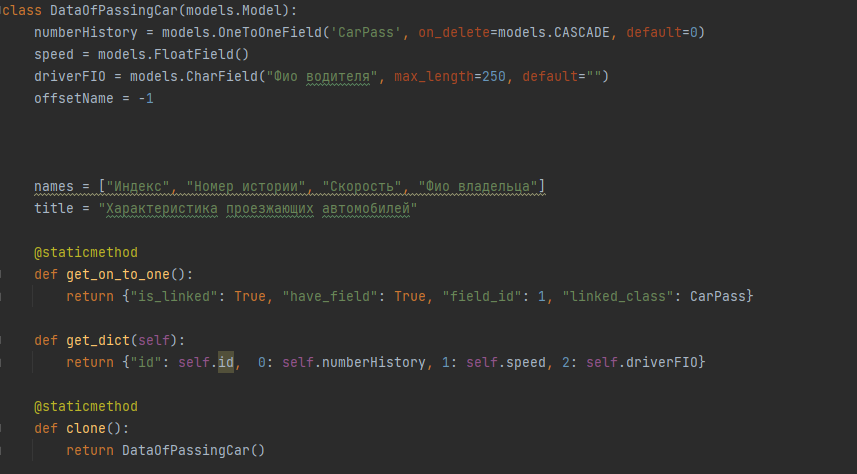 class DataOfPassingCar(models.Model):
    numberHistory = models.OneToOneField('CarPass', on_delete=models.CASCADE, default=0)
    speed = models.FloatField()
    driverFIO = models.CharField("Фио водителя", max_length=250, default="")
    offsetName = -1
    names = ["Индекс", "Номер истории", "Скорость", "Фио владельца"]
    title = "Характеристика проезжающих автомобилей"
    @staticmethod
    def get_on_to_one():
        return {"is_linked": True, "have_field": True, "field_id": 1, "linked_class": CarPass}
    def get_dict(self):
        return {"id": self.id,  0: self.numberHistory, 1: self.speed, 2: self.driverFIO}
    @staticmethod
    def clone():
        return DataOfPassingCar()